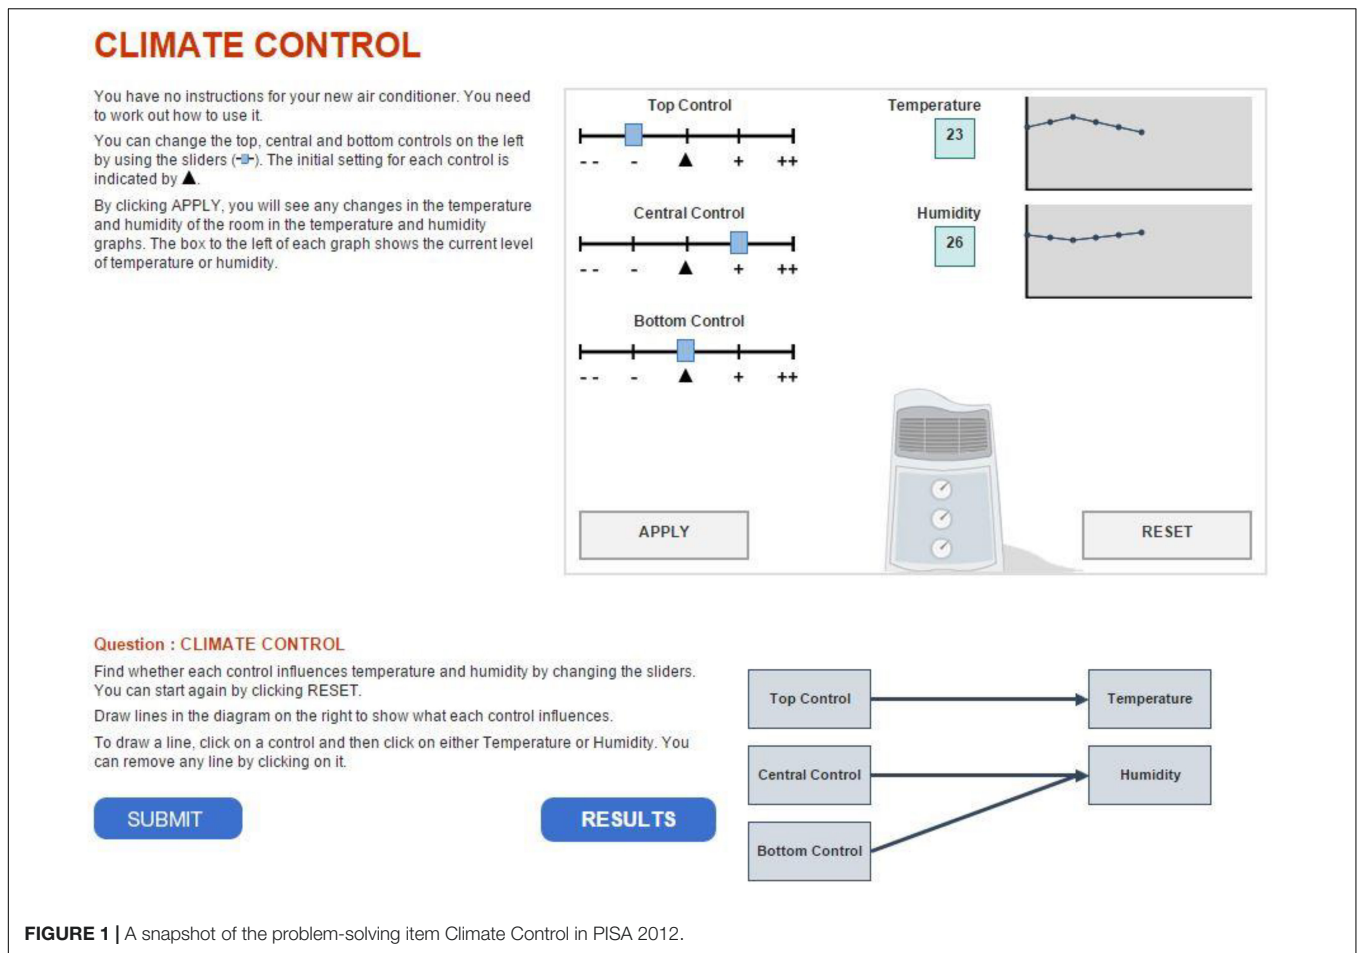 CLIMATE CONTROL
You have no instructions for your new air conditioner. You need
to work out how to use it.
You can change the top, central and bottom controls on the left
by using the sliders (). The initial setting for each control is
indicated by ▲.
By clicking APPLY, you will see any changes in the temperature
and humidity of the room in the temperature and humidity
graphs. The box to the left of each graph shows the current level
of temperature or humidity.
Top Control
- - - ▲ + ++
Central Control
- - - ▲ + ++
Bottom Control
- - - ▲ + ++
Temperature
23
Humidity
26
APPLY
RESET
Question : CLIMATE CONTROL
Find whether each control influences temperature and humidity by changing the sliders.
You can start again by clicking RESET.
Draw lines in the diagram on the right to show what each control influences.
To draw a line, click on a control and then click on either Temperature or Humidity. You
can remove any line by clicking on it.
SUBMIT
RESULTS
Top Control
Temperature
Central Control
Humidity
Bottom Control
FIGURE 1 | A snapshot of the problem-solving item Climate Control in PISA 2012.